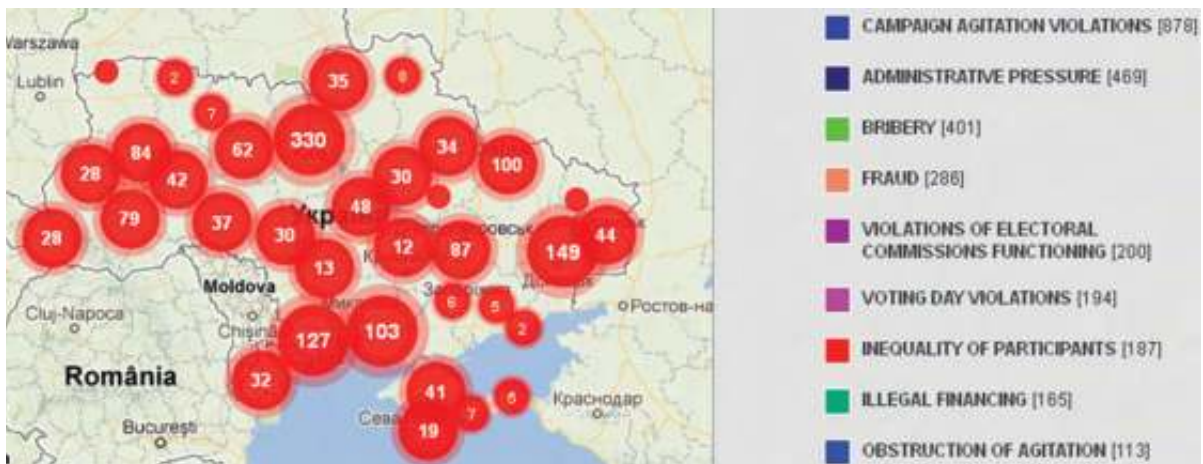 Warszawa
Lublin
2
35
6
7
330
62
34
84
100
28
42
30
48
79
37
30
28
12
87
149
44
13
Moldova
Cluj-Napoca
6
5
2
Ростов-на
127
103
România
32
41
6
7
19
Краснодар
București
CAMPAIGN AGITATION VIOLATIONS [878]
ADMINISTRATIVE PRESSURE [469]
BRIBERY [401]
FRAUD [286]
VIOLATIONS OF ELECTORAL
COMMISSIONS FUNCTIONING [200]
VOTING DAY VIOLATIONS [194]
INEQUALITY OF PARTICIPANTS [187]
ILLEGAL FINANCING [165]
OBSTRUCTION OF AGITATION [113]